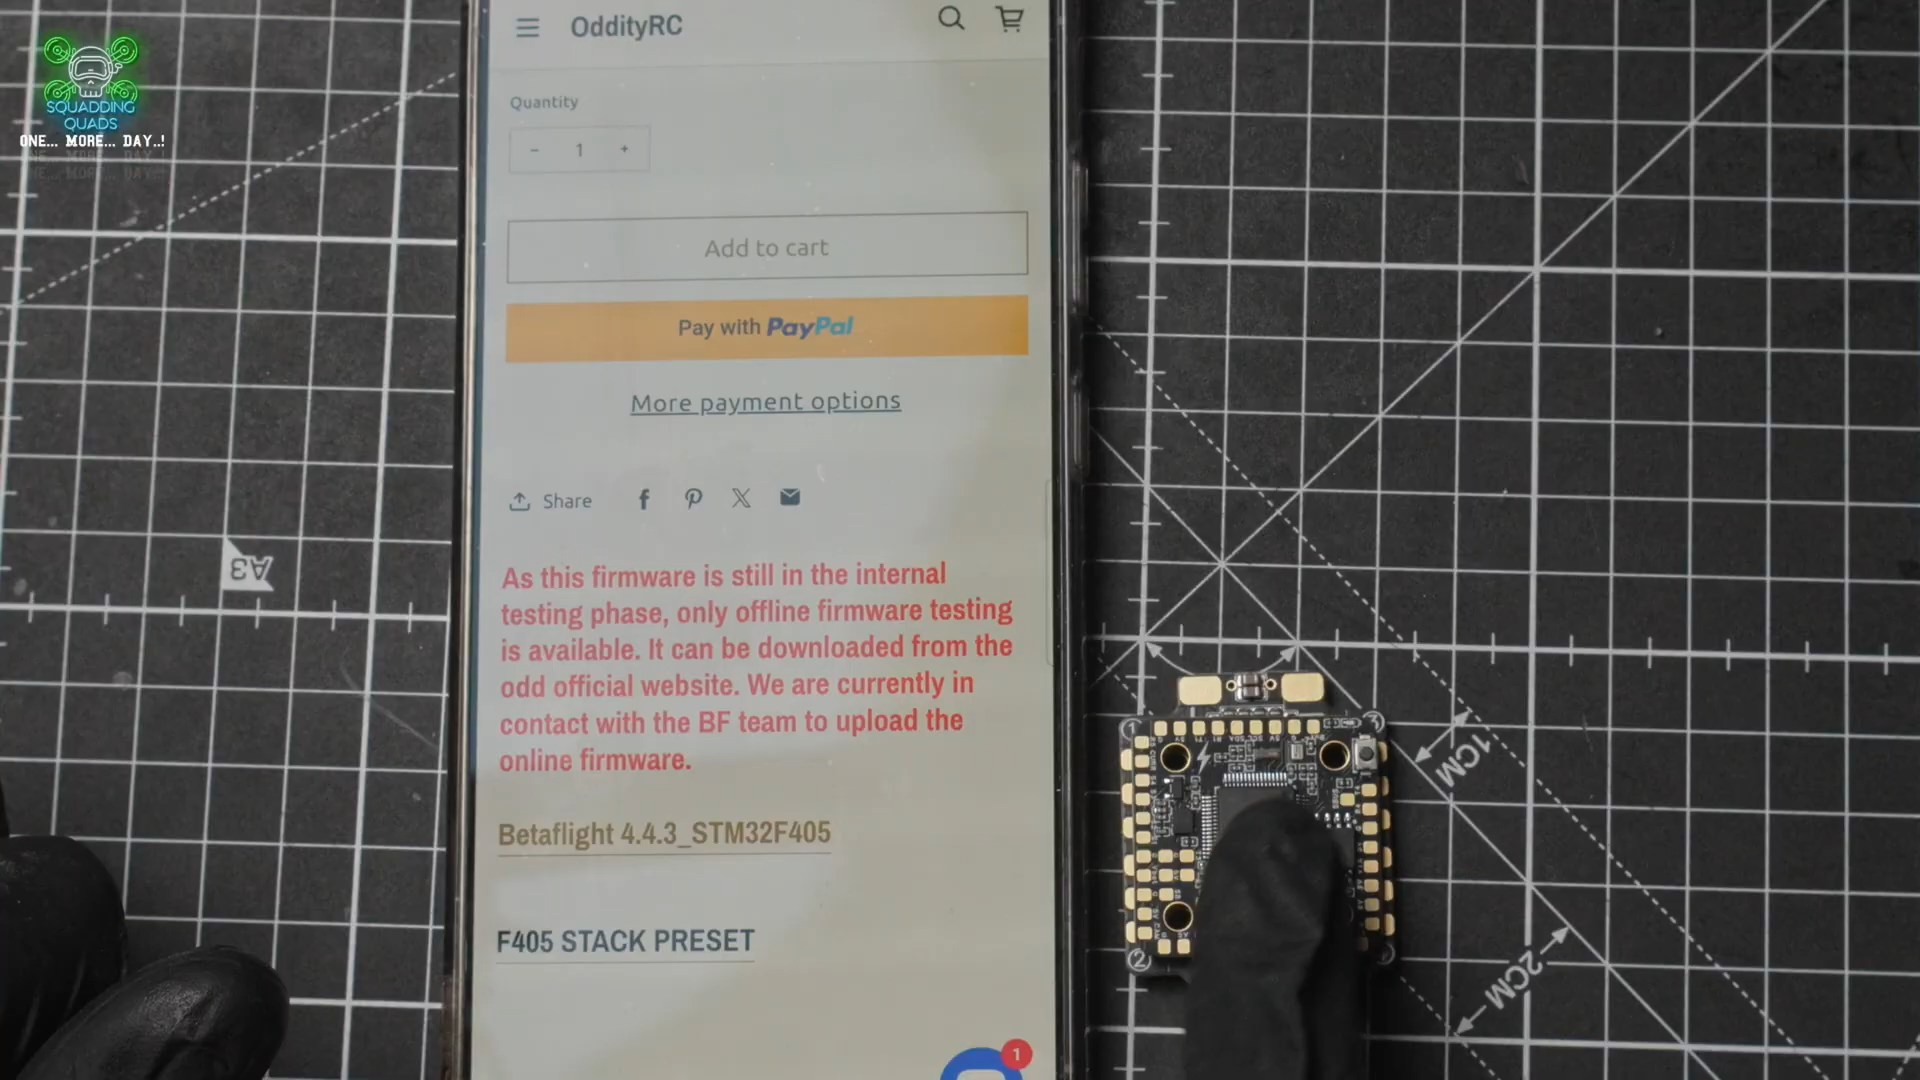 SQUADDING
QUADS
ONE... MORE... DAY..!
OddityRC
Quantity
- 1 +
Add to cart
Pay with PayPal
More payment options
Share
As this firmware is still in the internal
testing phase, only offline firmware testing
is available. It can be downloaded from the
odd official website. We are currently in
contact with the BF team to upload the
online firmware.
Betaflight 4.4.3_STM32F405
F405 STACK PRESET
1
A3
1CM
2CM
1
3
2